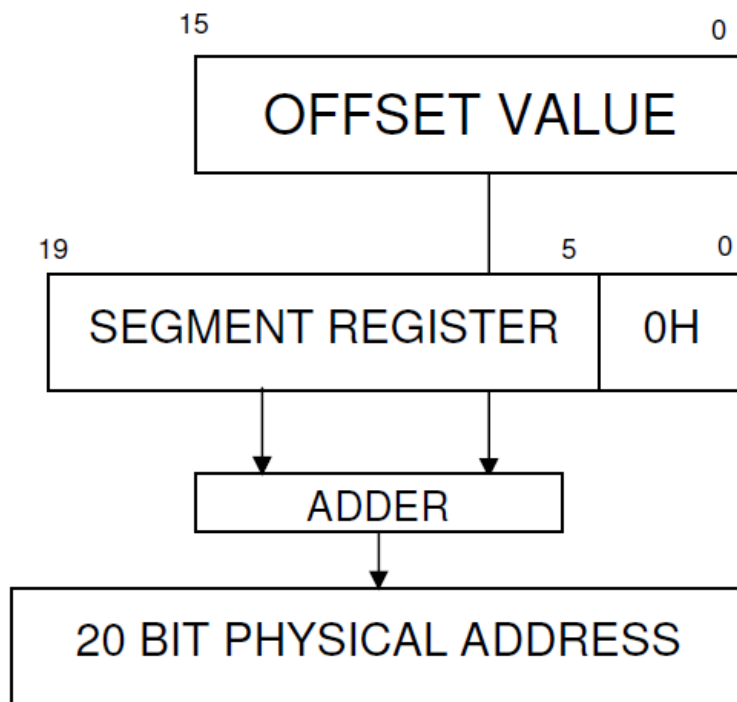 15 0
OFFSET VALUE
19 5 0
SEGMENT REGISTER 0H
ADDER
20 BIT PHYSICAL ADDRESS